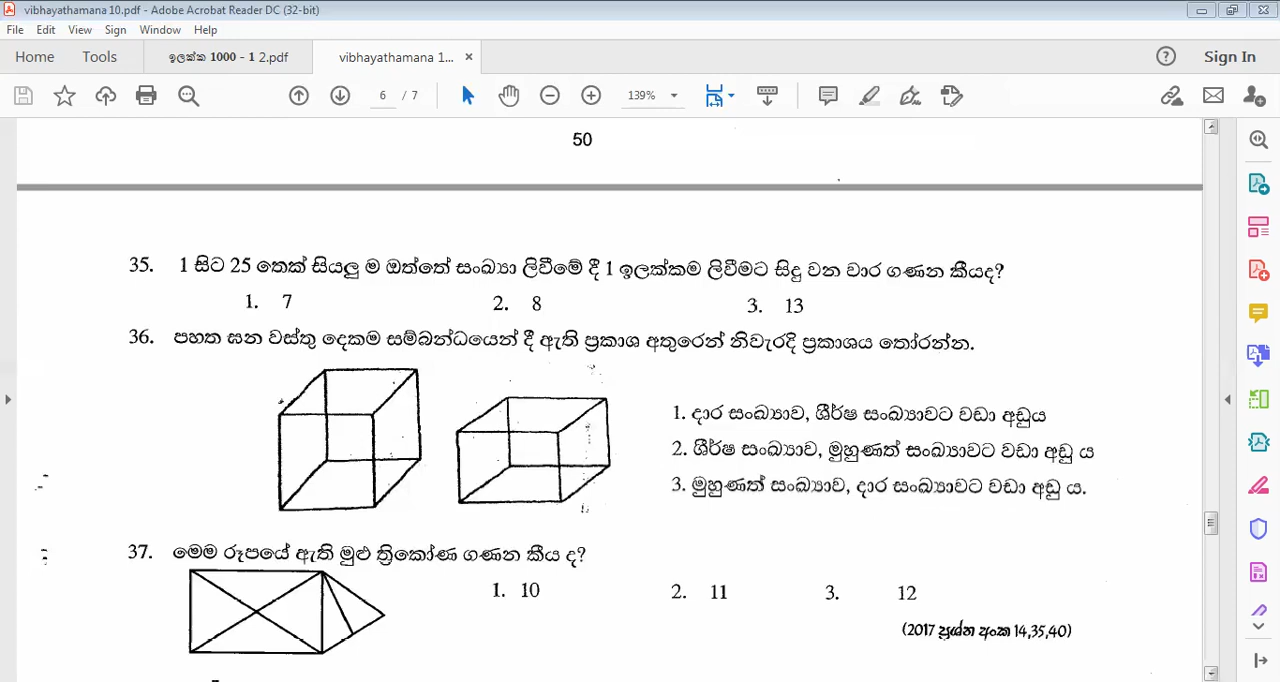 vibhayathamana 10.pdf - Adobe Acrobat Reader DC (32-bit)
File Edit View Sign Window Help
Home Tools ඉලක්ක 1000 - 1 2.pdf vibhayathamana 1... × Sign In
6 / 7 139%
50
35. 1 සිට 25 තෙක් සියලු ම ඔත්තේ සංඛ්‍යා ලිවීමේ දී 1 ඉලක්කම ලිවීමට සිදු වන වාර ගණන කීයද?
1. 7 2. 8 3. 13
36. පහත ඝන වස්තු දෙකම සම්බන්ධයෙන් දී ඇති ප්‍රකාශ අතුරෙන් නිවැරදි ප්‍රකාශය තෝරන්න.
1. දාර සංඛ්‍යාව, ශීර්ෂ සංඛ්‍යාවට වඩා අඩුය
2. ශීර්ෂ සංඛ්‍යාව, මුහුණත් සංඛ්‍යාවට වඩා අඩු ය
3. මුහුණත් සංඛ්‍යාව, දාර සංඛ්‍යාවට වඩා අඩු ය.
37. මෙම රූපයේ ඇති මුළු ත්‍රිකෝණ ගණන කීය ද?
1. 10 2. 11 3. 12
(2017 ප්‍රශ්න අංක 14,35,40)